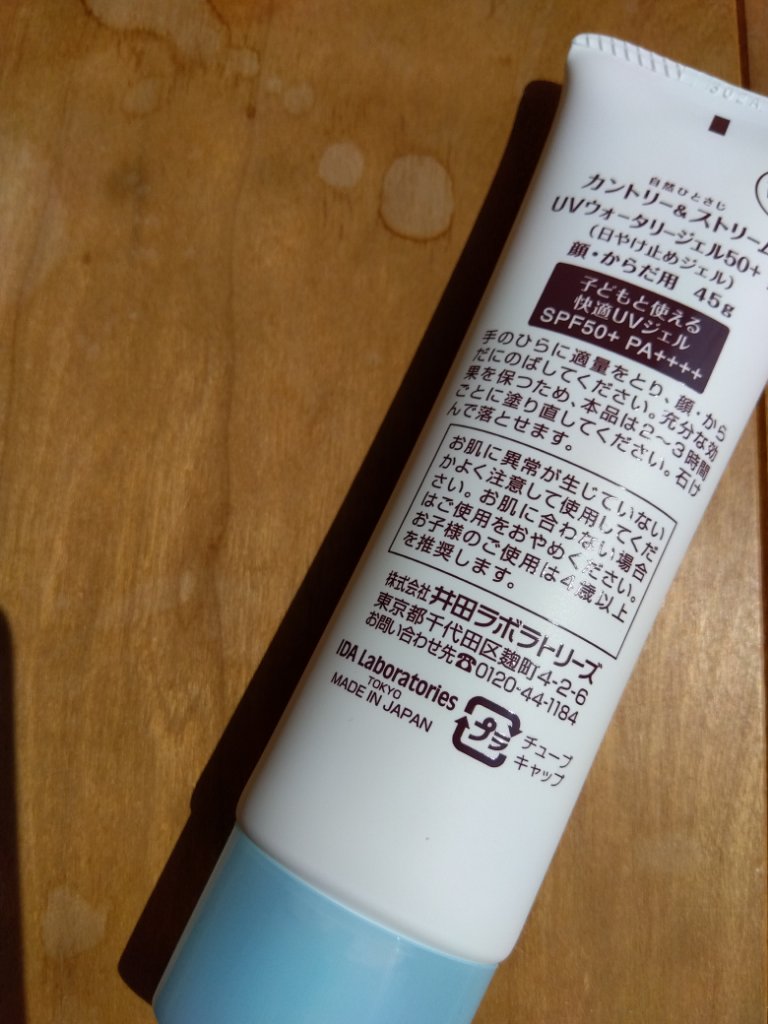 自然ひとさじ
カントリー&ストリーム
UVウォータリージェル50+
(日やけ止めジェル)
顔・からだ用 45g
子どもと使える
快適UVジェル
SPF50+ PA++++
手のひらに適量をとり、顔・から
だにのばしてください。充分な効
果を保つため、本品は2〜3時間
ごとに塗り直してください。石け
んで落とせます。
お肌に異常が生じていない
かよく注意して使用してくだ
さい。お肌に合わない場合
はご使用をおやめください。
お子様のご使用は4歳以上
を推奨します。
株式会社 井田ラボラトリーズ
東京都千代田区麹町4-2-6
お問い合わせ先☎0120-44-1184
IDA Laboratories
TOKYO
MADE IN JAPAN
プラ
チューブ
キャップ